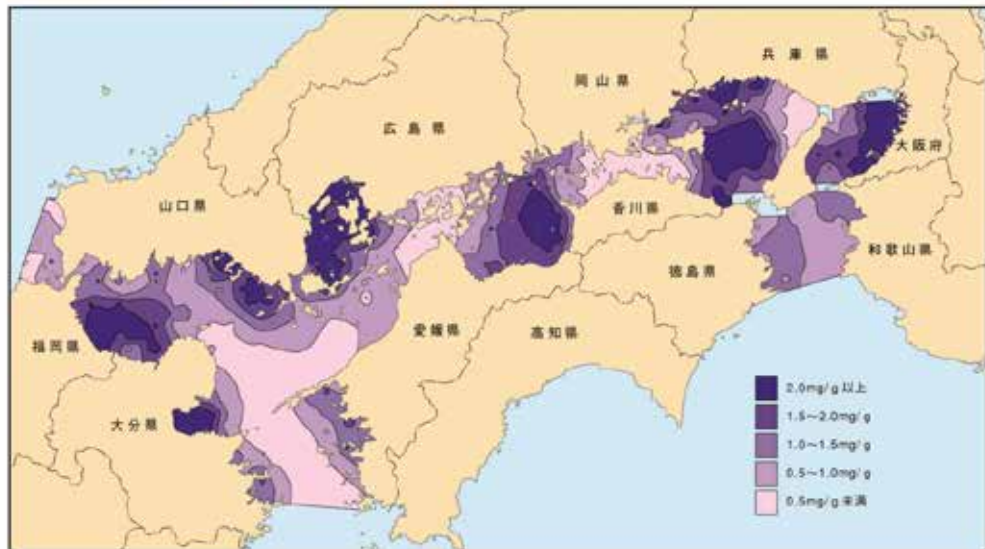 兵庫県
岡山県
広島県
大阪府
山口県
香川県
和歌山県
徳島県
愛媛県
高知県
福岡県
大分県
2.0mg/g以上
1.5～2.0mg/g
1.0～1.5mg/g
0.5～1.0mg/g
0.5mg/g未満